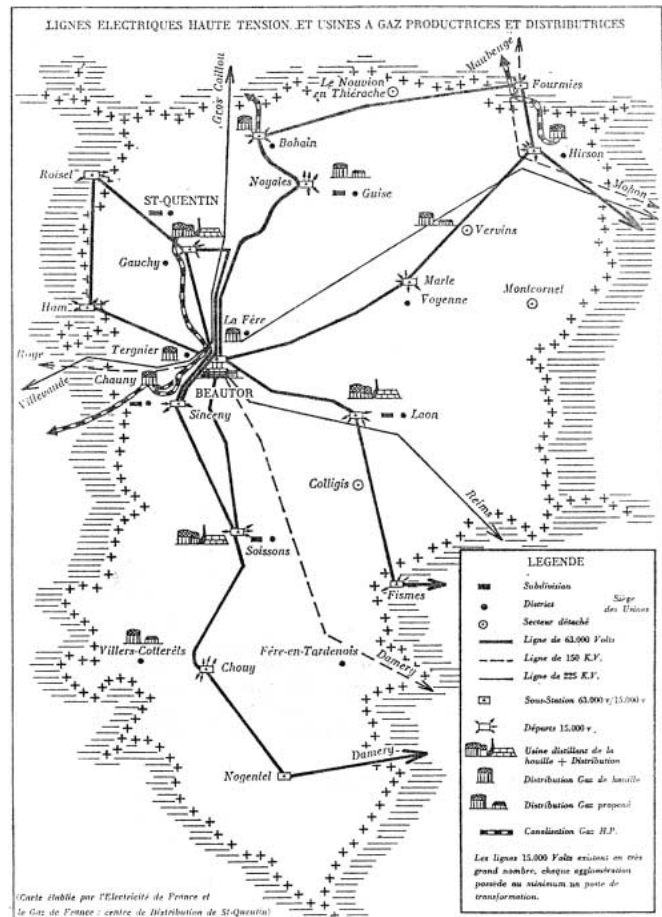 LIGNES ELECTRIQUES HAUTE TENSION ET USINES A GAZ PRODUCTRICES ET DISTRIBUTRICES
Maubeuge
Gros Caillou
Le Nouvion
en Thiérache
Fourmies
Bohain
Hirson
Roisel
Noyales
Guise
Mohon
ST-QUENTIN
Vervins
Gauchy
Marle
Voyenne
Montcornet
Ham
La Fère
Tergnier
Chauny
Villevaude
BEAUTOR
Sinceny
Laon
Colligis
Reims
Soissons
Fismes
Villers-Cotterêts
Chouy
Fère-en-Tardenois
Damery
Damery
Nogentel
LEGENDE
Subdivision
District
Siège
des Usines
Secteur détaché
Ligne de 63.000 Volts
Ligne de 150 K.V.
Ligne de 225 K.V.
Sous-Station 63.000 v/15.000 v
Départs 15.000 v.
Usine distillant de la
houille + Distribution
Distribution Gaz de houille
Distribution Gaz propané
Canalisation Gaz H.P.
Les lignes 15.000 Volts existent en très
grand nombre, chaque agglomération
possède au minimum un poste de
transformation.
(Carte établie par l'Electricité de France et
le Gaz de France : centre de Distribution de St-Quentin)